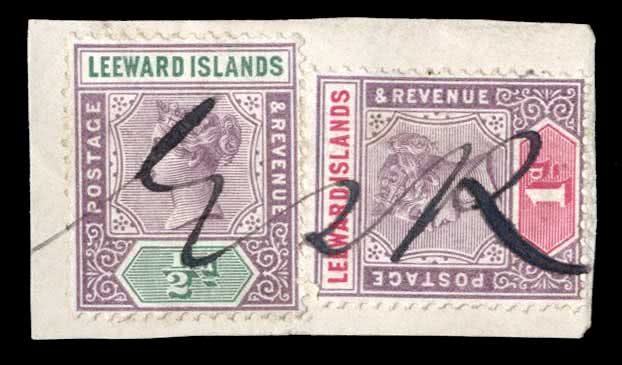 LEEWARD ISLANDS
POSTAGE
& REVENUE
½D
LEEWARD ISLANDS
& REVENUE
POSTAGE
1D